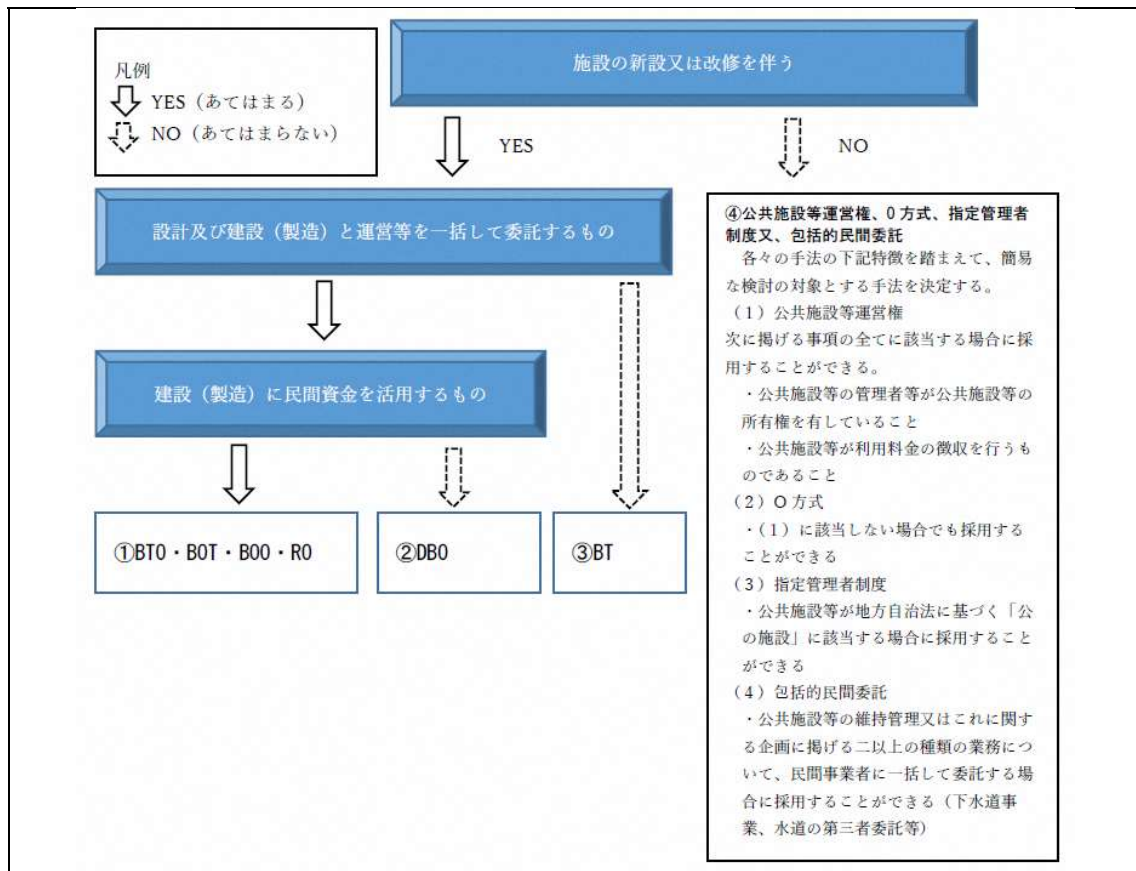 凡例
YES（あてはまる）
NO（あてはまらない）
施設の新設又は改修を伴う
YES
NO
設計及び建設（製造）と運営等を一括して委託するもの
建設（製造）に民間資金を活用するもの
①BTO・BOT・BOO・RO
②DBO
③BT
④公共施設等運営権、O方式、指定管理者
制度又、包括的民間委託
各々の手法の下記特徴を踏まえて、簡易
な検討の対象とする手法を決定する。
（1）公共施設等運営権
次に掲げる事項の全てに該当する場合に採
用することができる。
・公共施設等の管理者等が公共施設等の
所有権を有していること
・公共施設等が利用料金の徴収を行うも
のであること
（2）O方式
・（1）に該当しない場合でも採用する
ことができる
（3）指定管理者制度
・公共施設等が地方自治法に基づく「公
の施設」に該当する場合に採用すること
ができる
（4）包括的民間委託
・公共施設等の維持管理又はこれに関す
る企画に掲げる二以上の種類の業務につ
いて、民間事業者に一括して委託する場
合に採用することができる（下水道事
業、水道の第三者委託等）